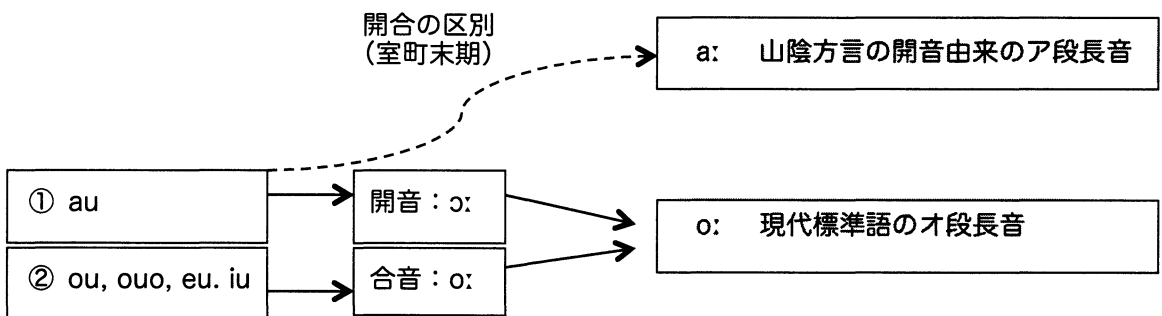 開合の区別
（室町末期）
aː 山陰方言の開音由来のア段長音
① au
開音：ɔː
oː 現代標準語のオ段長音
② ou, ouo, eu. iu
合音：oː